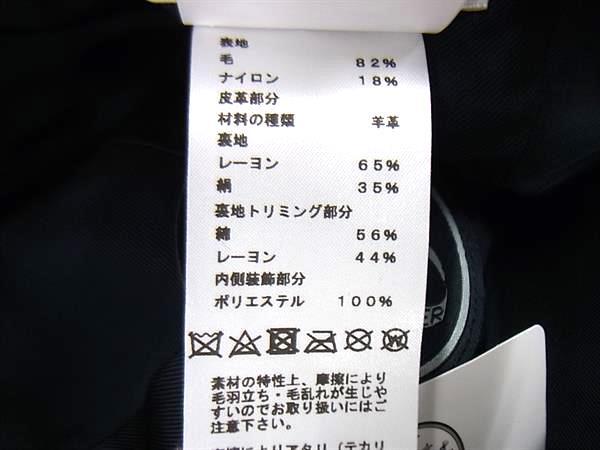 表地
毛 82%
ナイロン 18%
皮革部分
材料の種類 羊革
裏地
レーヨン 65%
絹 35%
裏地トリミング部分
綿 56%
レーヨン 44%
内側装飾部分
ポリエステル 100%
W
素材の特性上、摩擦により
毛羽立ち・毛乱れが生じや
すいのでお取り扱いにはご
注意下さい。
ER